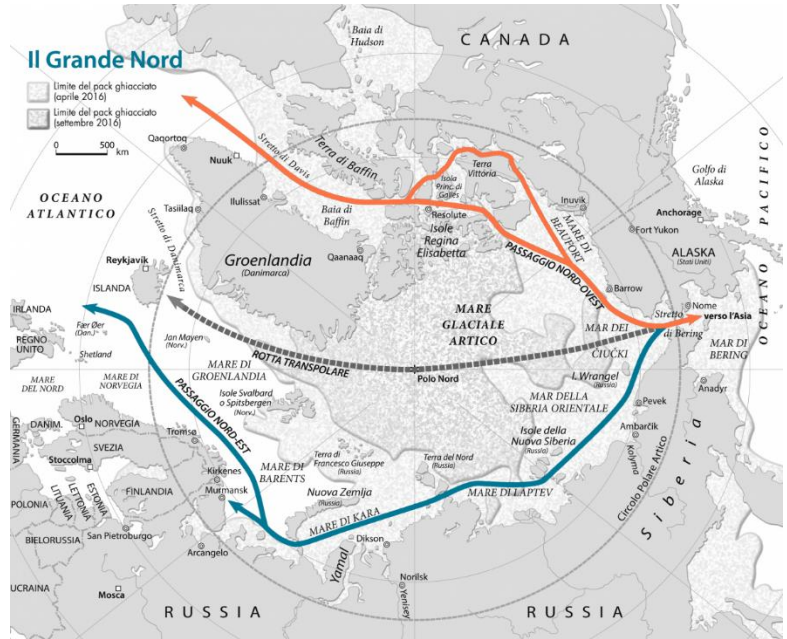 Il Grande Nord
Limite del pack ghiacciato
(aprile 2016)
Limite del pack ghiacciato
(settembre 2016)
0 500
km
Baia di
Hudson
CANADA
Qaqortoq
Nuuk
Stretto di Davis
Terra di Baffin
Isola
Princ. di
Galles
Terra
Vittoria
Golfo di
Alaska
OCEANO PACIFICO
OCEANO
ATLANTICO
Tasiilaq
Ilulissat
Baia di
Baffin
Resolute
Isole
Regina
Elisabetta
Inuvik
MARE DI
BEAUFORT
Anchorage
Fort Yukon
ALASKA
(Stati Uniti)
Stretto di Danimarca
Qaanaaq
Groenlandia
(Danimarca)
PASSAGGIO NORD-OVEST
Reykjavik
ISLANDA
Barrow
Nome
verso l'Asia
Stretto
di Bering
OCEANO
MARE
GLACIALE
ARTICO
IRLANDA
Fær Øer
(Dan.)
REGNO
UNITO
Shetland
Jan Mayen
(Norv.)
ROTTA TRANSPOLARE
MAR DEI
ČIUKČI
MAR DI
BERING
MARE DI
GROENLANDIA
Polo Nord
I. Wrangel
(Russia)
Anadyr
MARE
DEL NORD
MARE DI
NORVEGIA
PASSAGGIO NORD-EST
Isole Svalbard
o Spitsbergen
(Norv.)
MAR DELLA
SIBERIA ORIENTALE
Pevek
Ambarčik
Kolyma
GERMANIA
DANIM.
Oslo
NORVEGIA
Tromsø
SVEZIA
Stoccolma
Isole della
Nuova Siberia
(Russia)
Circolo Polare Artico
Siberia
Kirkenes
Murmansk
MARE DI
BARENTS
Terra di
Francesco Giuseppe
(Russia)
Terra del Nord
(Russia)
FINLANDIA
ESTONIA
LETTONIA
LITUANIA
POLONIA
Nuova Zemlja
(Russia)
MARE DI LAPTEV
MARE DI KARA
San Pietroburgo
BIELORUSSIA
Arcangelo
Yamal
Dikson
Norilsk
Yenisey
UCRAINA
Mosca
RUSSIA
RUSSIA